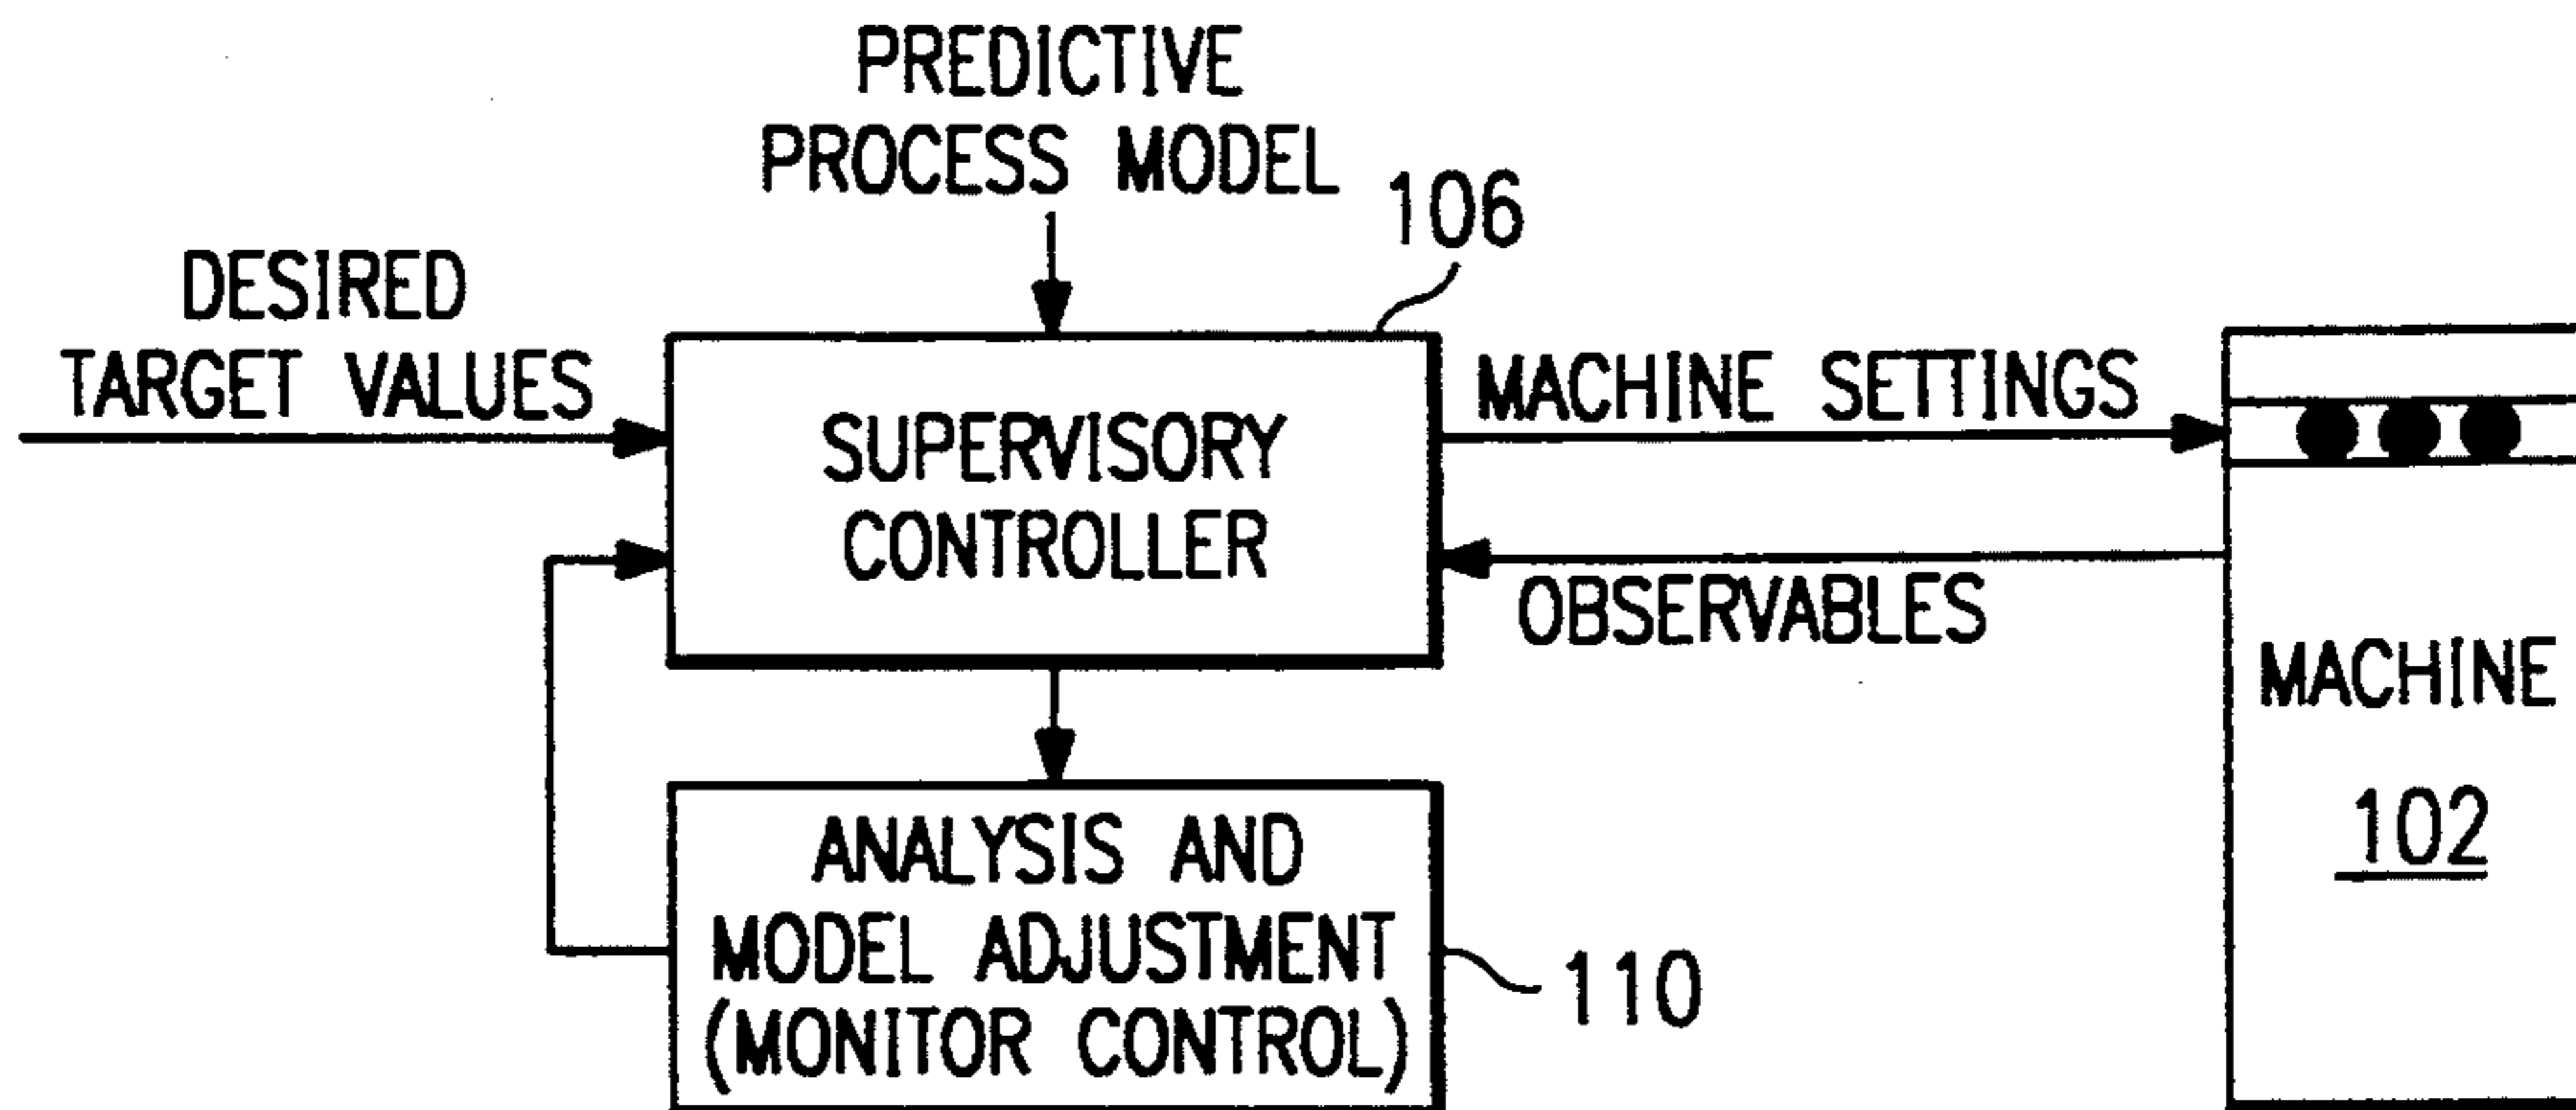 PREDICTIVE
PROCESS MODEL
106
DESIRED
TARGET VALUES
SUPERVISORY
CONTROLLER
MACHINE SETTINGS
OBSERVABLES
MACHINE
102
ANALYSIS AND
MODEL ADJUSTMENT
(MONITOR CONTROL)
110